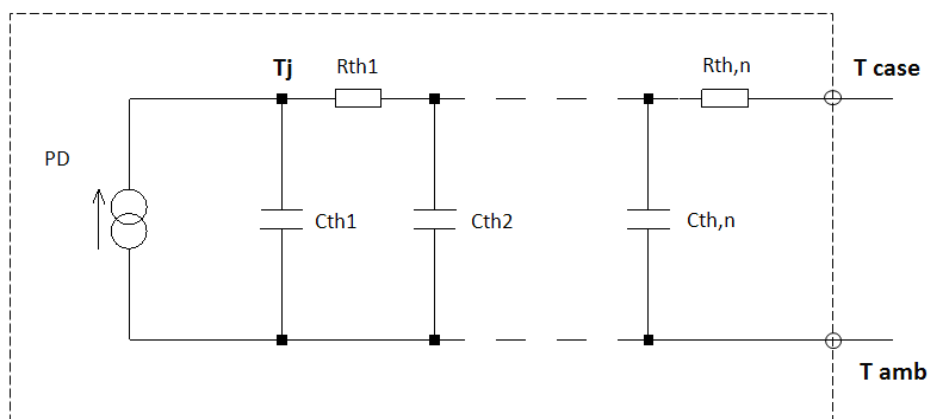 Tj
Rth1
Rth,n
T case
PD
Cth1
Cth2
Cth,n
T amb